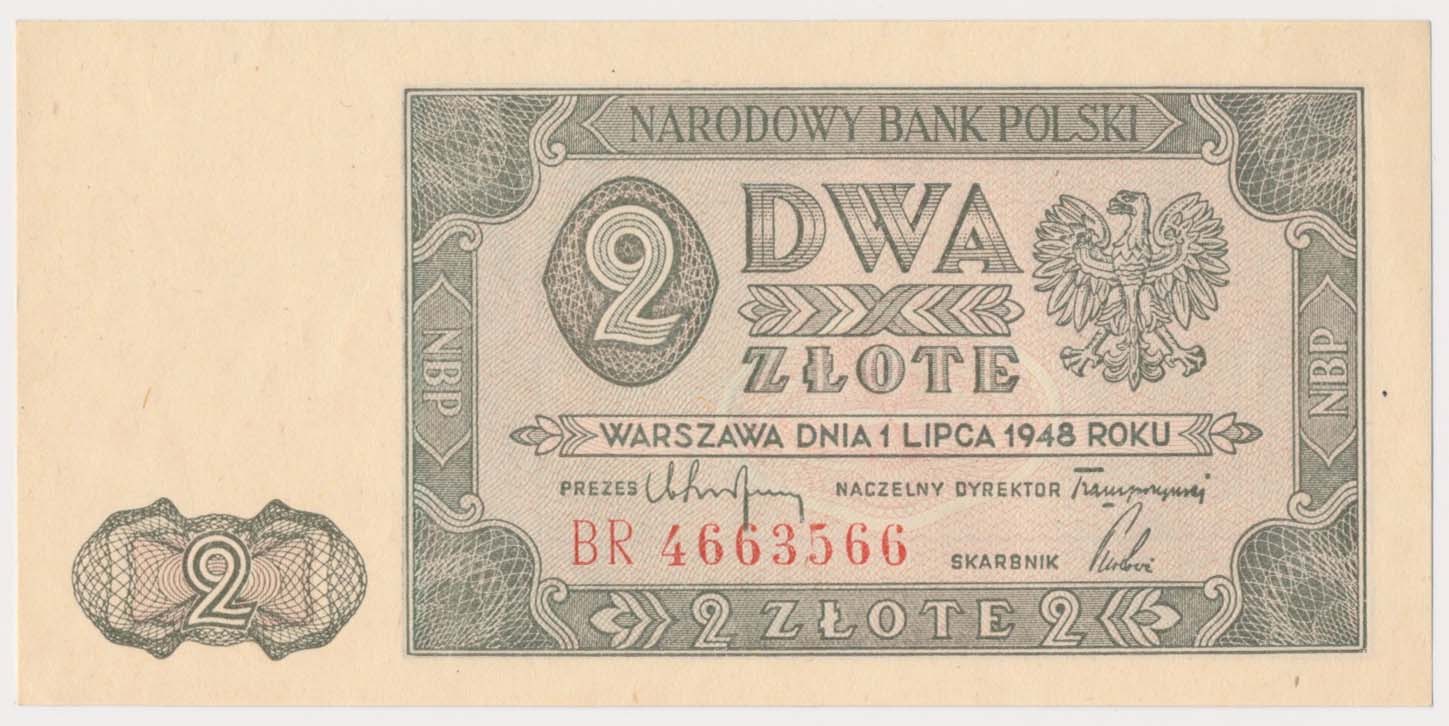 NARODOWY BANK POLSKI
2 DWA
ZŁOTE
NBP
NBP
WARSZAWA DNIA 1 LIPCA 1948 ROKU
PREZES NACZELNY DYREKTOR
BR 4663566
SKARBNIK
2
2 ZŁOTE 2